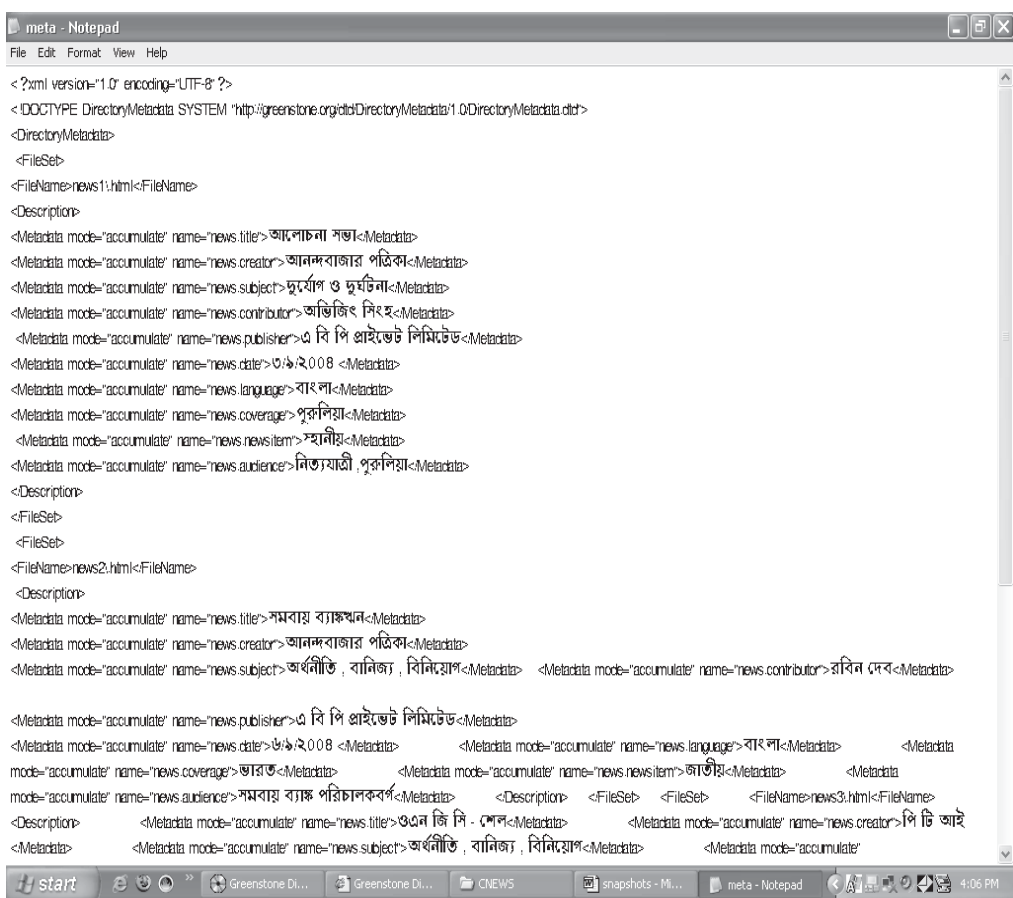 meta - Notepad
File Edit Format View Help
< ?xml version="1.0" encoding="UTF-8" ?>
< !DOCTYPE DirectoryMetadata SYSTEM "http://greenstone.org/dtd/DirectoryMetadata/1.0/DirectoryMetadata.dtd">
<DirectoryMetadata>
<FileSet>
<FileName>news1\.html</FileName>
<Description>
<Metadata mode="accumulate" name="news.title">আলোচনা সভা</Metadata>
<Metadata mode="accumulate" name="news.creator">আনন্দবাজার পত্রিকা</Metadata>
<Metadata mode="accumulate" name="news.subject">দুর্যোগ ও দুর্ঘটনা</Metadata>
<Metadata mode="accumulate" name="news.contributor">অভিজিৎ সিংহ</Metadata>
<Metadata mode="accumulate" name="news.publisher">এ বি পি প্রাইভেট লিমিটেড</Metadata>
<Metadata mode="accumulate" name="news.date">৩/৯/২008 </Metadata>
<Metadata mode="accumulate" name="news.language">বাংলা</Metadata>
<Metadata mode="accumulate" name="news.coverage">পুরুলিয়া</Metadata>
<Metadata mode="accumulate" name="news.newsitem">স্হানীয়</Metadata>
<Metadata mode="accumulate" name="news.audience">নিত্যযাত্রী ,পুরুলিয়া</Metadata>
</Description>
</FileSet>
<FileSet>
<FileName>news2\.html</FileName>
<Description>
<Metadata mode="accumulate" name="news.title">সমবায় </Metadata>
<Metadata mode="accumulate" name="news.creator">আনন্দবাজার পত্রিকা</Metadata>
<Metadata mode="accumulate" name="news.subject">অর্থনীতি , বানিজ্য , বিনিয়োগ</Metadata> <Metadata mode="accumulate" name="news.contributor">রবিন দেব</Metadata>
<Metadata mode="accumulate" name="news.publisher">এ বি পি প্রাইভেট লিমিটেড</Metadata>
<Metadata mode="accumulate" name="news.date">৬/৯/২008 </Metadata> <Metadata mode="accumulate" name="news.language">বাংলা</Metadata> <Metadata
mode="accumulate" name="news.coverage">ভারত</Metadata> <Metadata mode="accumulate" name="news.newsitem">জাতীয়</Metadata> <Metadata
mode="accumulate" name="news.audience">সমবায় ব্যাঙ্ক পরিচালকবর্গ</Metadata> </Description> </FileSet> <FileSet> <FileName>news3\.html</FileName>
<Description> <Metadata mode="accumulate" name="news.title">ওএন জি সি - শেল</Metadata> <Metadata mode="accumulate" name="news.creator">পি টি আই
</Metadata> <Metadata mode="accumulate" name="news.subject">অর্থনীতি , বানিজ্য , বিনিয়োগ</Metadata> <Metadata mode="accumulate"
start Greenstone Di... Greenstone Di... CNEWS snapshots - Mi... meta - Notepad 4:06 PM